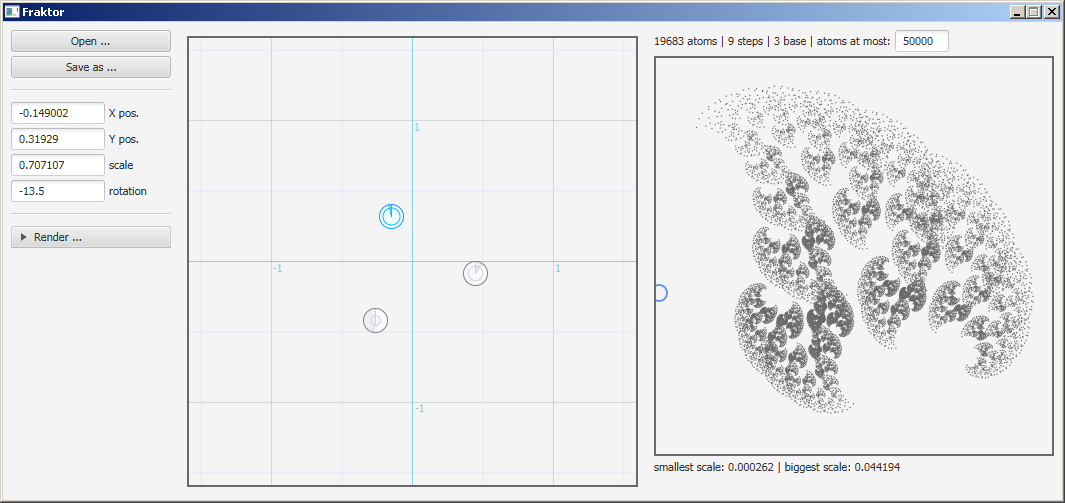 Fraktor
Open ...
Save as ...
-0.149002 X pos.
0.31929 Y pos.
0.707107 scale
-13.5 rotation
Render ...
1
-1
1
-1
19683 atoms | 9 steps | 3 base | atoms at most: 50000
smallest scale: 0.000262 | biggest scale: 0.044194